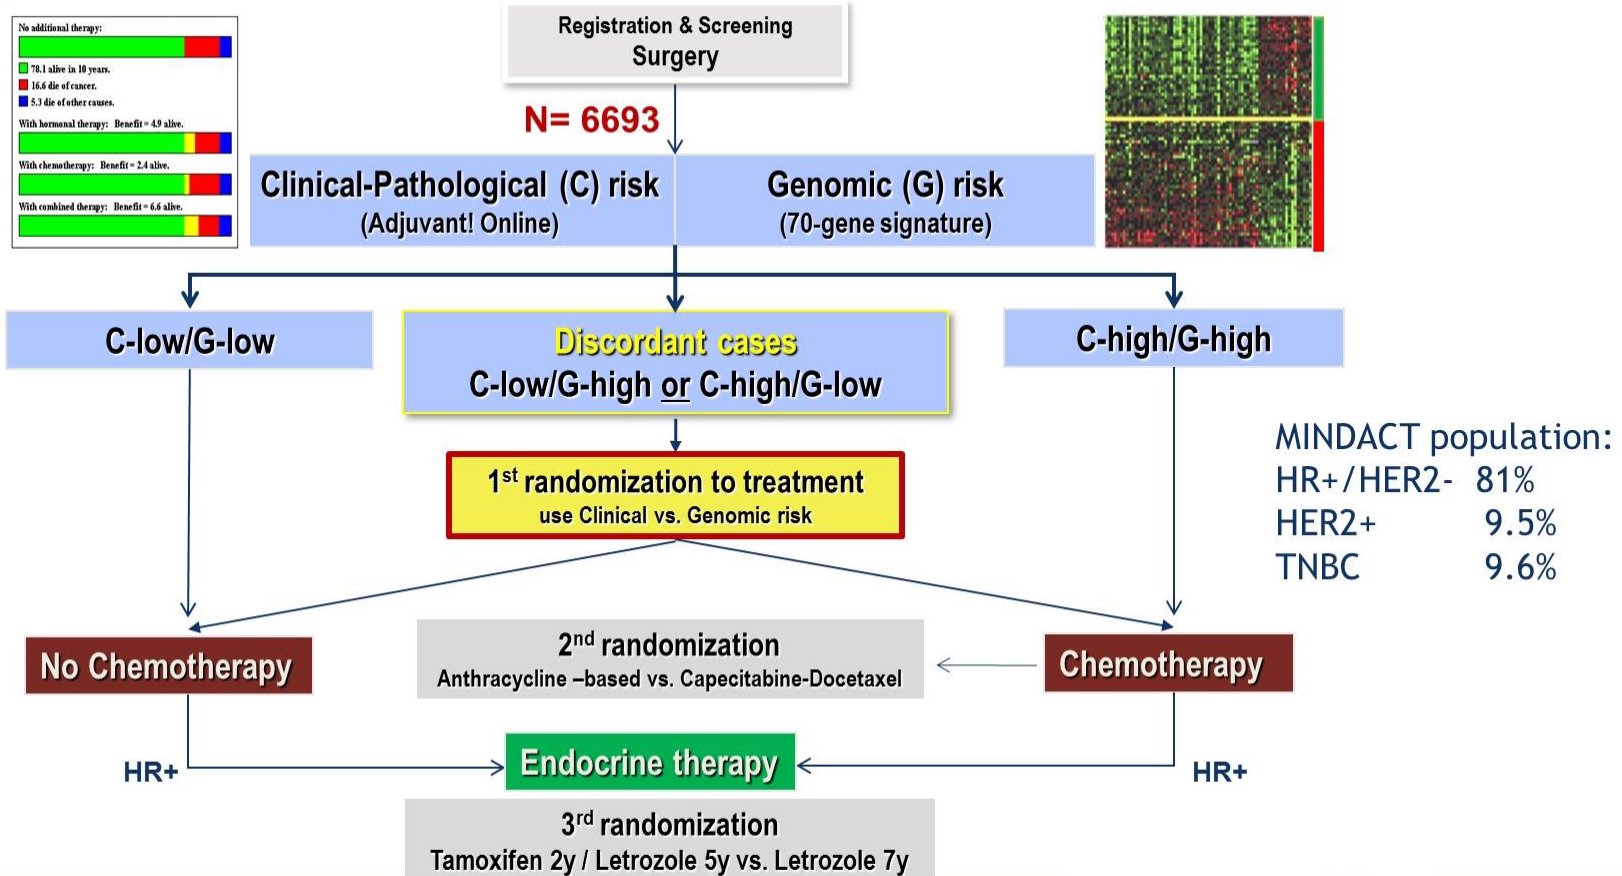 No additional therapy:
78.1 alive in 10 years.
16.6 die of cancer.
5.3 die of other causes.
With hormonal therapy: Benefit = 4.9 alive.
With chemotherapy: Benefit = 2.4 alive.
With combined therapy: Benefit = 6.6 alive.
Registration & Screening
Surgery
N= 6693
Clinical-Pathological (C) risk
(Adjuvant! Online)
Genomic (G) risk
(70-gene signature)
C-low/G-low
Discordant cases
C-low/G-high or C-high/G-low
C-high/G-high
1st randomization to treatment
use Clinical vs. Genomic risk
MINDACT population:
HR+/HER2- 81%
HER2+ 9.5%
TNBC 9.6%
No Chemotherapy
2nd randomization
Anthracycline –based vs. Capecitabine-Docetaxel
Chemotherapy
HR+
Endocrine therapy
HR+
3rd randomization
Tamoxifen 2y / Letrozole 5y vs. Letrozole 7y